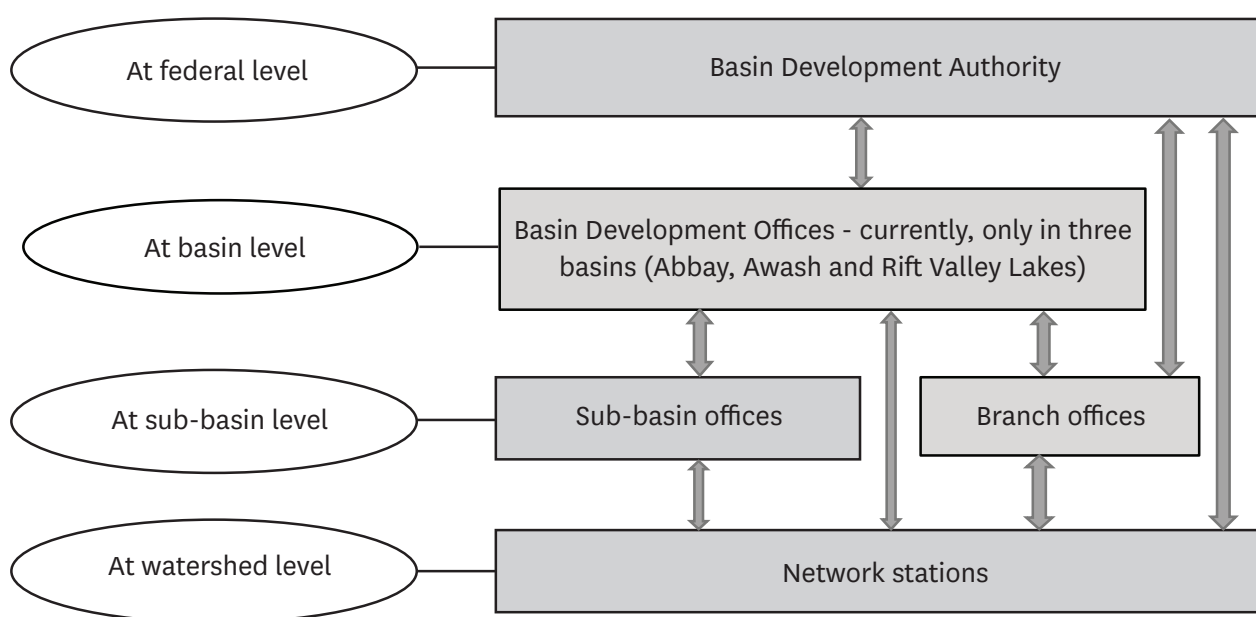 At federal level
Basin Development Authority
At basin level
Basin Development Offices - currently, only in three
basins (Abbay, Awash and Rift Valley Lakes)
At sub-basin level
Sub-basin offices
Branch offices
At watershed level
Network stations